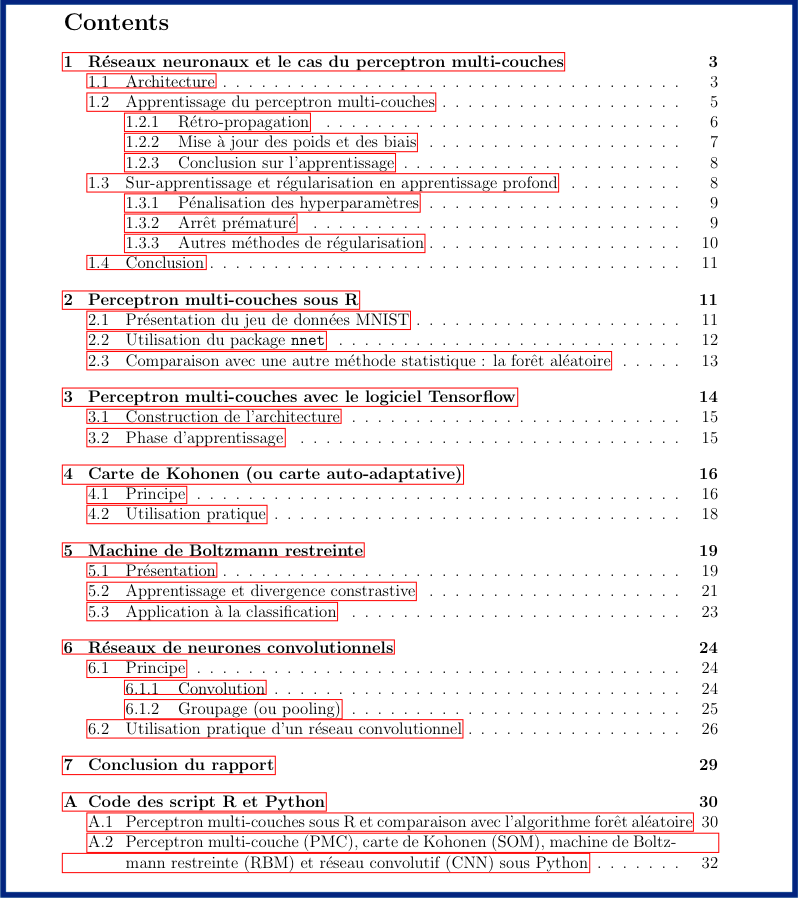 Contents
1 Réseaux neuronaux et le cas du perceptron multi-couches 3
1.1 Architecture . . . . . . . . . . . . . . . . . . . . . . . . . . . . . . . . . . . . 3
1.2 Apprentissage du perceptron multi-couches . . . . . . . . . . . . . . . . . . . 5
1.2.1 Rétro-propagation . . . . . . . . . . . . . . . . . . . . . . . . . . . . 6
1.2.2 Mise à jour des poids et des biais . . . . . . . . . . . . . . . . . . . . 7
1.2.3 Conclusion sur l'apprentissage . . . . . . . . . . . . . . . . . . . . . . 8
1.3 Sur-apprentissage et régularisation en apprentissage profond . . . . . . . . . 8
1.3.1 Pénalisation des hyperparamètres . . . . . . . . . . . . . . . . . . . . 9
1.3.2 Arrêt prématuré . . . . . . . . . . . . . . . . . . . . . . . . . . . . . 9
1.3.3 Autres méthodes de régularisation . . . . . . . . . . . . . . . . . . . . 10
1.4 Conclusion . . . . . . . . . . . . . . . . . . . . . . . . . . . . . . . . . . . . . 11
2 Perceptron multi-couches sous R 11
2.1 Présentation du jeu de données MNIST . . . . . . . . . . . . . . . . . . . . . 11
2.2 Utilisation du package nnet . . . . . . . . . . . . . . . . . . . . . . . . . . . 12
2.3 Comparaison avec une autre méthode statistique : la forêt aléatoire . . . . . 13
3 Perceptron multi-couches avec le logiciel Tensorflow 14
3.1 Construction de l'architecture . . . . . . . . . . . . . . . . . . . . . . . . . . 15
3.2 Phase d'apprentissage . . . . . . . . . . . . . . . . . . . . . . . . . . . . . . 15
4 Carte de Kohonen (ou carte auto-adaptative) 16
4.1 Principe . . . . . . . . . . . . . . . . . . . . . . . . . . . . . . . . . . . . . . 16
4.2 Utilisation pratique . . . . . . . . . . . . . . . . . . . . . . . . . . . . . . . . 18
5 Machine de Boltzmann restreinte 19
5.1 Présentation . . . . . . . . . . . . . . . . . . . . . . . . . . . . . . . . . . . . 19
5.2 Apprentissage et divergence constrastive . . . . . . . . . . . . . . . . . . . . 21
5.3 Application à la classification . . . . . . . . . . . . . . . . . . . . . . . . . . 23
6 Réseaux de neurones convolutionnels 24
6.1 Principe . . . . . . . . . . . . . . . . . . . . . . . . . . . . . . . . . . . . . . 24
6.1.1 Convolution . . . . . . . . . . . . . . . . . . . . . . . . . . . . . . . . 24
6.1.2 Groupage (ou pooling) . . . . . . . . . . . . . . . . . . . . . . . . . . 25
6.2 Utilisation pratique d'un réseau convolutionnel . . . . . . . . . . . . . . . . . 26
7 Conclusion du rapport 29
A Code des script R et Python 30
A.1 Perceptron multi-couches sous R et comparaison avec l'algorithme forêt aléatoire 30
A.2 Perceptron multi-couche (PMC), carte de Kohonen (SOM), machine de Boltz-
mann restreinte (RBM) et réseau convolutif (CNN) sous Python . . . . . . . 32